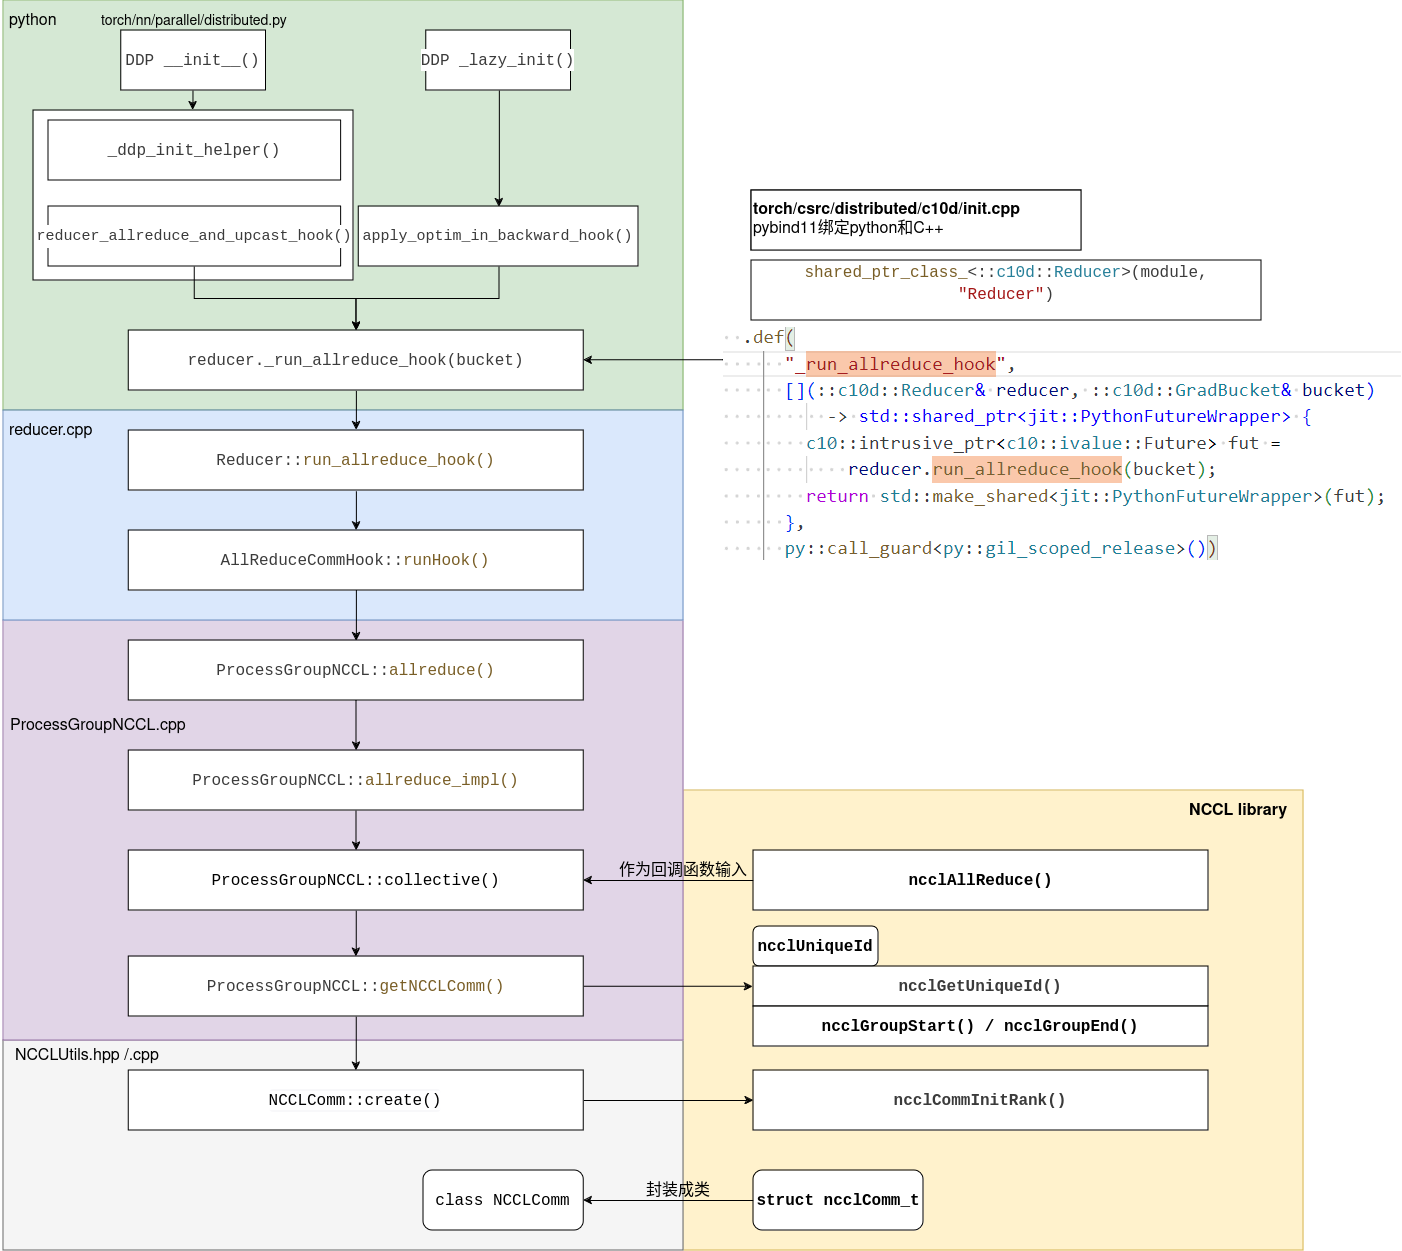 python
torch/nn/parallel/distributed.py
DDP __init__()
DDP _lazy_init()
_ddp_init_helper()
reducer_allreduce_and_upcast_hook()
apply_optim_in_backward_hook()
reducer._run_allreduce_hook(bucket)
torch/csrc/distributed/c10d/init.cpp
pybind11绑定python和C++
shared_ptr_class_<::c10d::Reducer>(module,
"Reducer")
.def(
"_run_allreduce_hook",
[](::c10d::Reducer& reducer, ::c10d::GradBucket& bucket)
-> std::shared_ptr<jit::PythonFutureWrapper> {
c10::intrusive_ptr<c10::ivalue::Future> fut =
reducer.run_allreduce_hook(bucket);
return std::make_shared<jit::PythonFutureWrapper>(fut);
},
py::call_guard<py::gil_scoped_release>())
reducer.cpp
Reducer::run_allreduce_hook()
AllReduceCommHook::runHook()
ProcessGroupNCCL::allreduce()
ProcessGroupNCCL.cpp
ProcessGroupNCCL::allreduce_impl()
NCCL library
ProcessGroupNCCL::collective()
作为回调函数输入
ncclAllReduce()
ncclUniqueId
ProcessGroupNCCL::getNCCLComm()
ncclGetUniqueId()
ncclGroupStart() / ncclGroupEnd()
NCCLUtils.hpp /.cpp
NCCLComm::create()
ncclCommInitRank()
class NCCLComm
封装成类
struct ncclComm_t